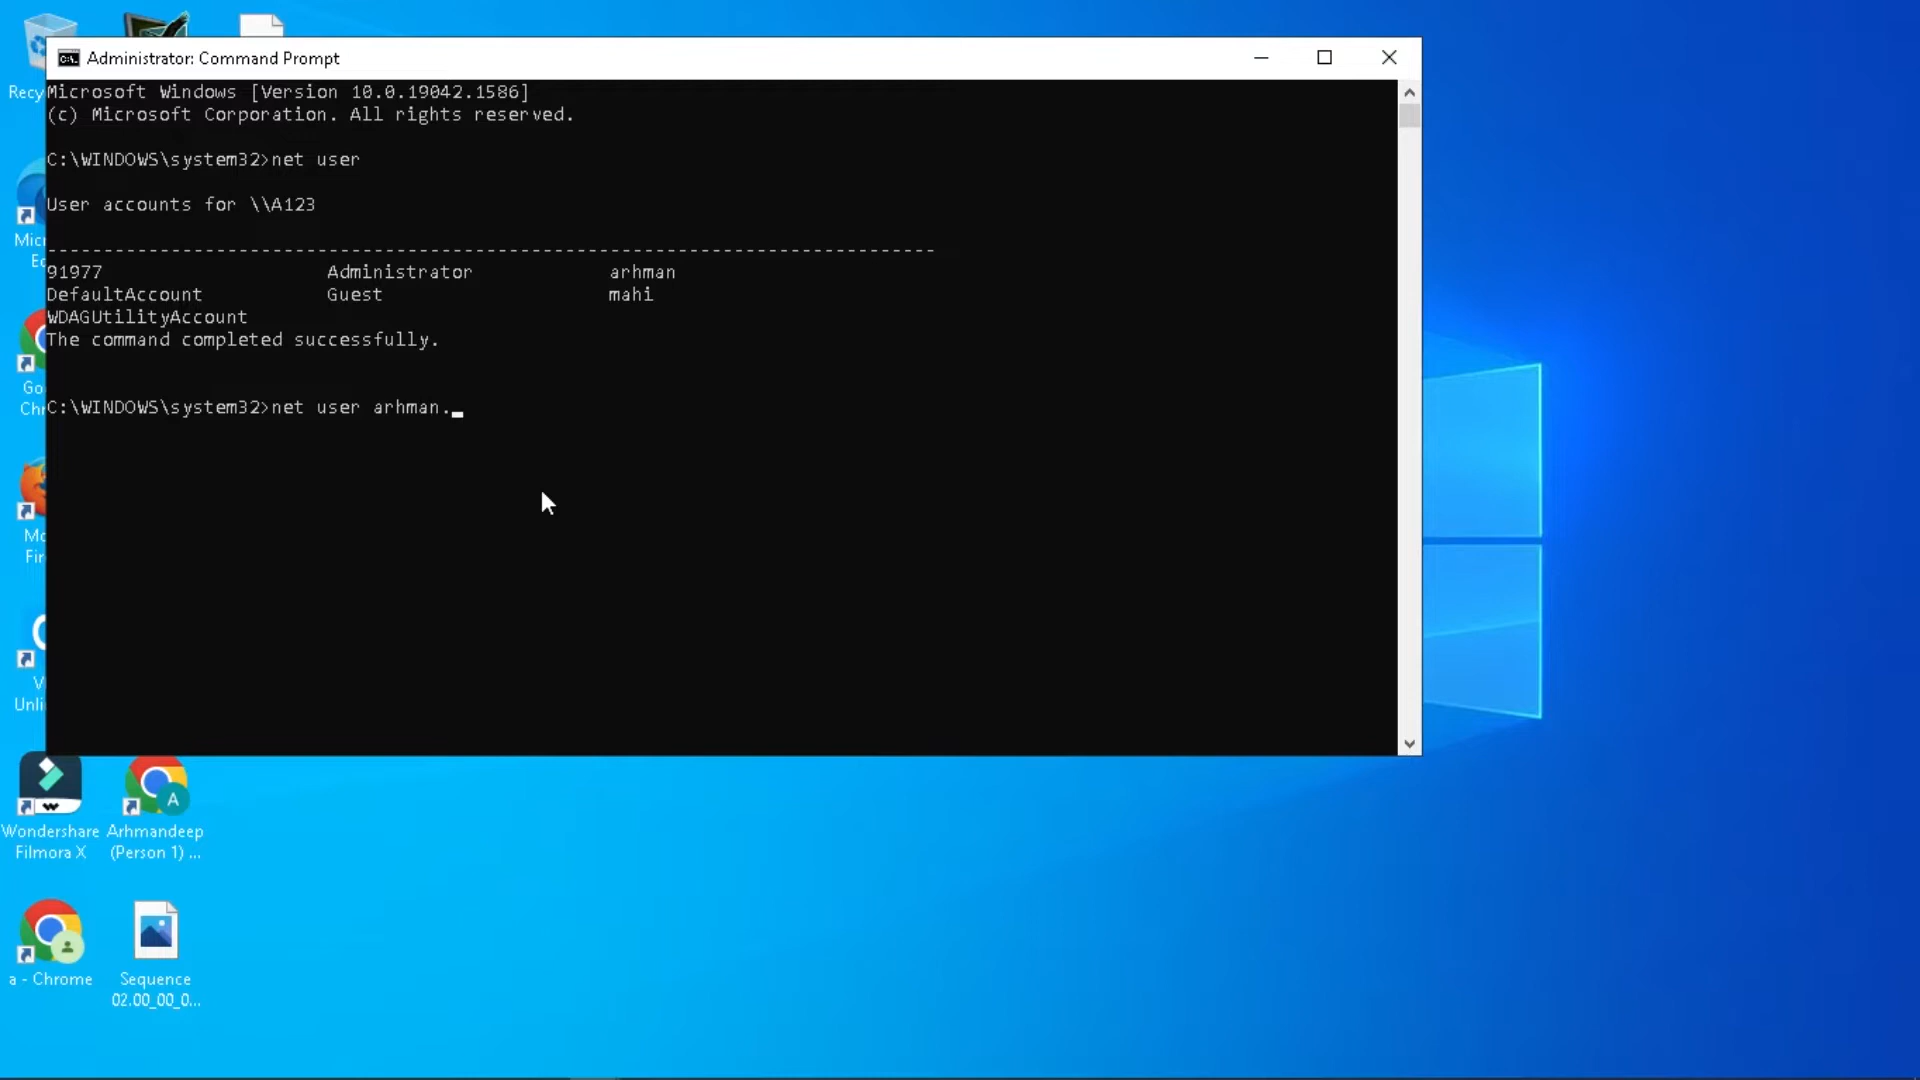 Administrator: Command Prompt
Microsoft Windows [Version 10.0.19042.1586]
(c) Microsoft Corporation. All rights reserved.
C:\WINDOWS\system32>net user
User accounts for \\A123
-------------------------------------------------------------------------------
91977 Administrator arhman
DefaultAccount Guest mahi
WDAGUtilityAccount
The command completed successfully.
C:\WINDOWS\system32>net user arhman._
Recy
Mic
Go
Chr
Fir
V
Unli
Wondershare
Filmora X
Arhmandeep
(Person 1) ...
a - Chrome
Sequence
02.00_00_0...